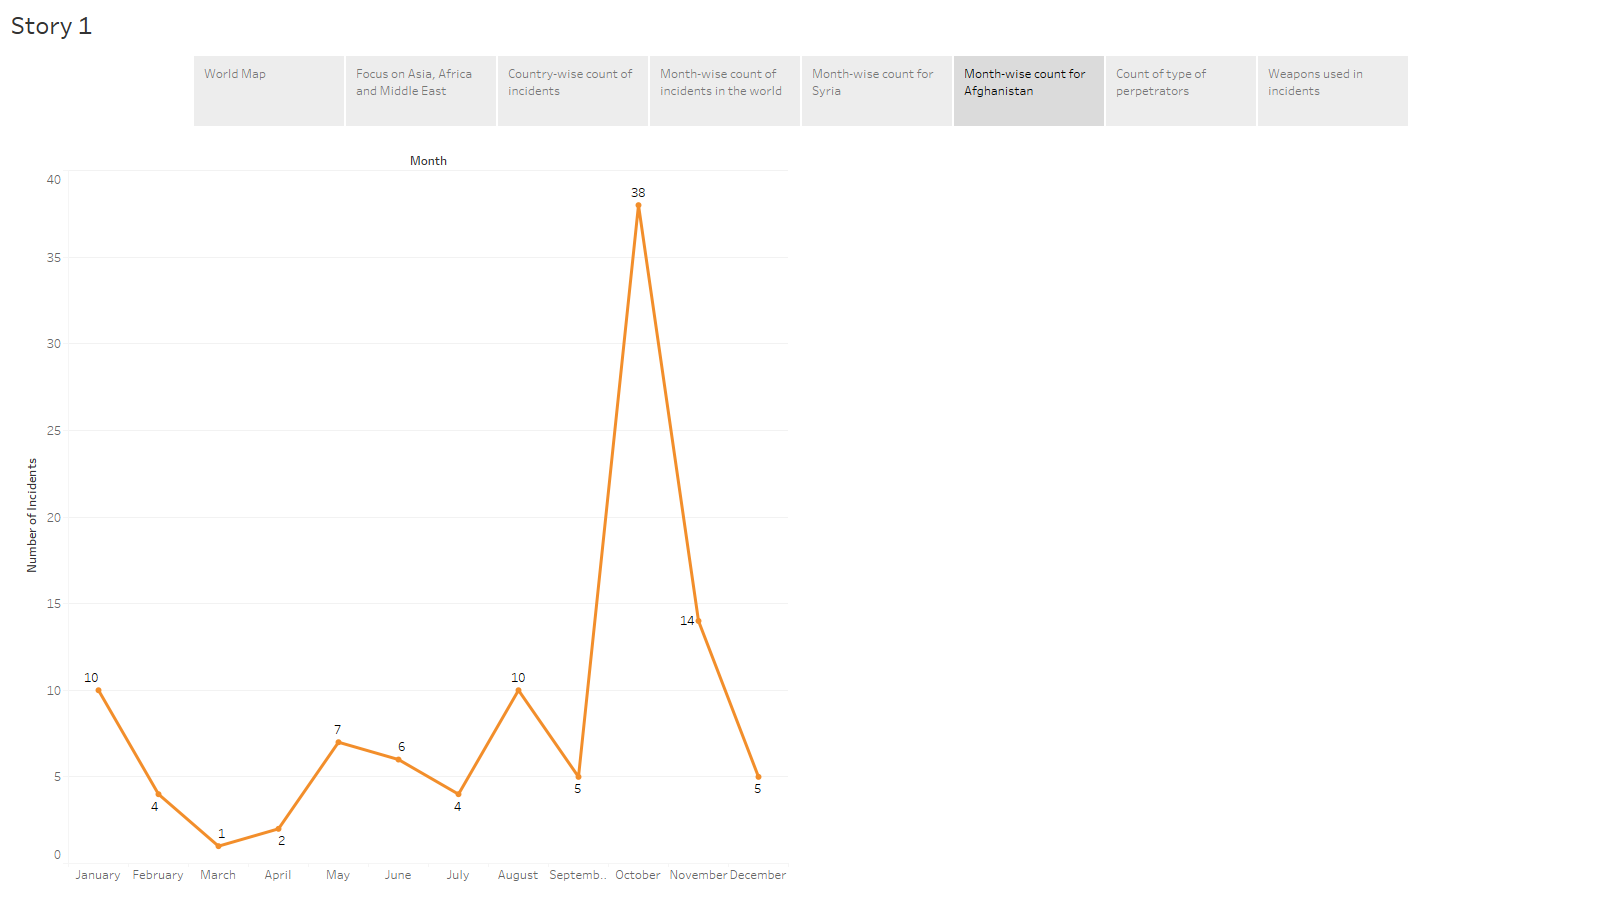 Story 1
World Map
Focus on Asia, Africa
and Middle East
Country-wise count of
incidents
Month-wise count of
incidents in the world
Month-wise count for
Syria
Month-wise count for
Afghanistan
Count of type of
perpetrators
Weapons used in
incidents
Month
40
35
30
25
20
15
10
5
0
Number of Incidents
10
4
1
2
7
6
4
10
5
38
14
5
January February March April May June July August Septemb.. October November December